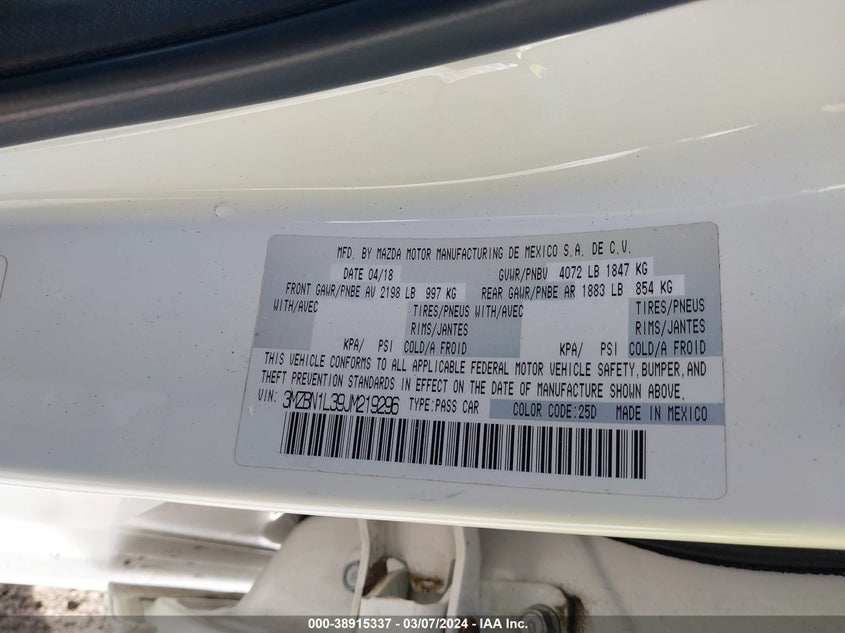 MFD. BY MAZDA MOTOR MANUFACTURING DE MEXICO S.A. DE C.V.
DATE 04/18 GVWR/PNBV 4072 LB 1847 KG
FRONT GAWR/PNBE AV 2198 LB 997 KG REAR GAWR/PNBE AR 1883 LB 854 KG
WITH/AVEC TIRES/PNEUS WITH/AVEC TIRES/PNEUS
RIMS/JANTES RIMS/JANTES
KPA/ PSI COLD/A FROID KPA/ PSI COLD/A FROID
THIS VEHICLE CONFORMS TO ALL APPLICABLE FEDERAL MOTOR VEHICLE SAFETY, BUMPER, AND
THEFT PREVENTION STANDARDS IN EFFECT ON THE DATE OF MANUFACTURE SHOWN ABOVE.
VIN: 3MZBN1L39JM219296 TYPE:PASS CAR COLOR CODE:25D MADE IN MEXICO
000-38915337 - 03/07/2024 - IAA Inc.